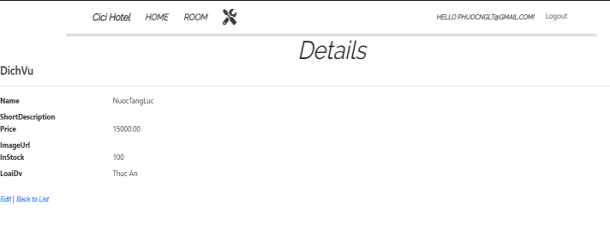 Cici Hotel HOME ROOM HELLO PHUOCNGLT@GMAIL.COM! Logout
Details
DichVu
Name NuocTangLuc
ShortDescription
Price 15000.00
ImageUrl
InStock 100
LoaiDv Thuc An
Edit | Back to List